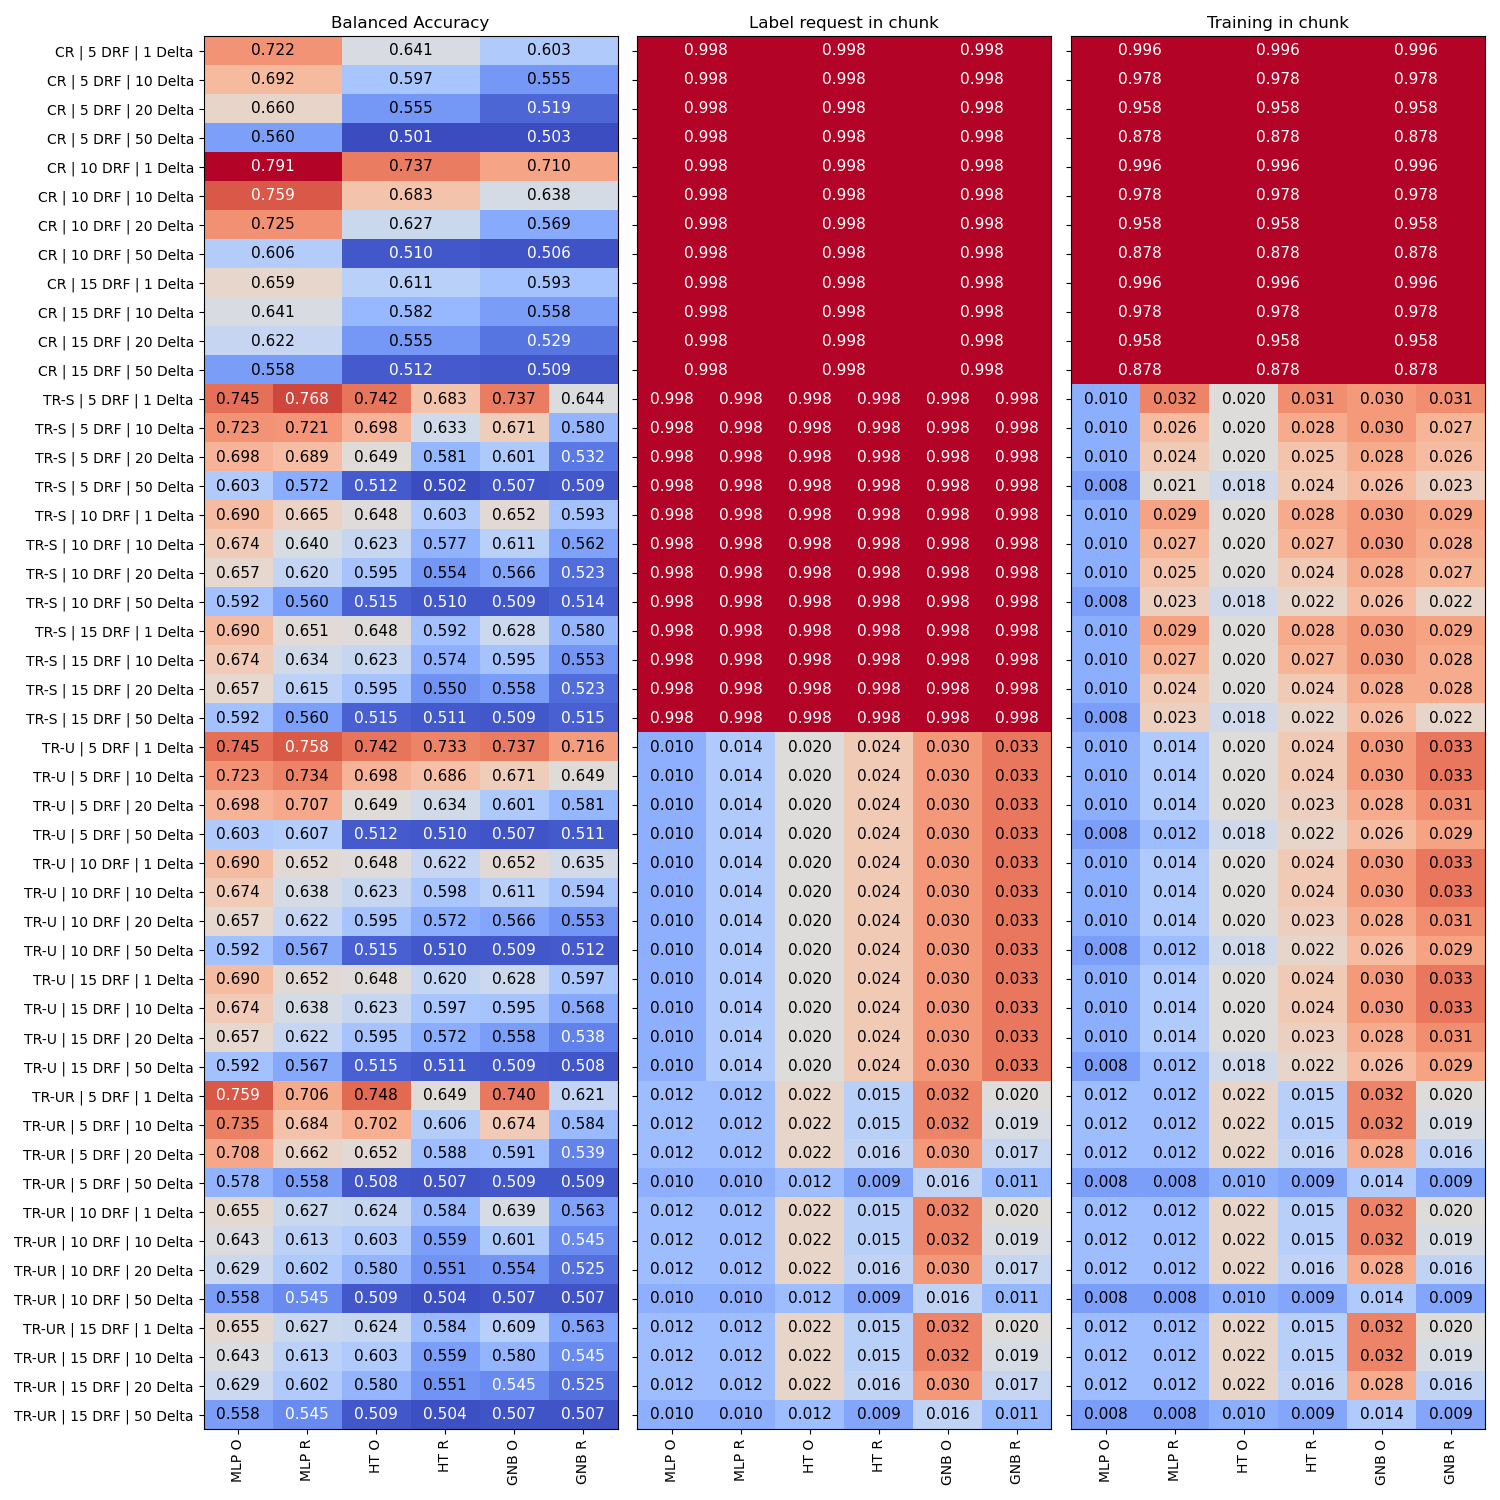 Balanced Accuracy Label request in chunk Training in chunk
CR | 5 DRF | 1 Delta 0.722 0.641 0.603 0.998 0.998 0.998 0.996 0.996 0.996
CR | 5 DRF | 10 Delta 0.692 0.597 0.555 0.998 0.998 0.998 0.978 0.978 0.978
CR | 5 DRF | 20 Delta 0.660 0.555 0.519 0.998 0.998 0.998 0.958 0.958 0.958
CR | 5 DRF | 50 Delta 0.560 0.501 0.503 0.998 0.998 0.998 0.878 0.878 0.878
CR | 10 DRF | 1 Delta 0.791 0.737 0.710 0.998 0.998 0.998 0.996 0.996 0.996
CR | 10 DRF | 10 Delta 0.759 0.683 0.638 0.998 0.998 0.998 0.978 0.978 0.978
CR | 10 DRF | 20 Delta 0.725 0.627 0.569 0.998 0.998 0.998 0.958 0.958 0.958
CR | 10 DRF | 50 Delta 0.606 0.510 0.506 0.998 0.998 0.998 0.878 0.878 0.878
CR | 15 DRF | 1 Delta 0.659 0.611 0.593 0.998 0.998 0.998 0.996 0.996 0.996
CR | 15 DRF | 10 Delta 0.641 0.582 0.558 0.998 0.998 0.998 0.978 0.978 0.978
CR | 15 DRF | 20 Delta 0.622 0.555 0.529 0.998 0.998 0.998 0.958 0.958 0.958
CR | 15 DRF | 50 Delta 0.558 0.512 0.509 0.998 0.998 0.998 0.878 0.878 0.878
TR-S | 5 DRF | 1 Delta 0.745 0.768 0.742 0.683 0.737 0.644 0.998 0.998 0.998 0.998 0.998 0.998 0.010 0.032 0.020 0.031 0.030 0.031
TR-S | 5 DRF | 10 Delta 0.723 0.721 0.698 0.633 0.671 0.580 0.998 0.998 0.998 0.998 0.998 0.998 0.010 0.026 0.020 0.028 0.030 0.027
TR-S | 5 DRF | 20 Delta 0.698 0.689 0.649 0.581 0.601 0.532 0.998 0.998 0.998 0.998 0.998 0.998 0.010 0.024 0.020 0.025 0.028 0.026
TR-S | 5 DRF | 50 Delta 0.603 0.572 0.512 0.502 0.507 0.509 0.998 0.998 0.998 0.998 0.998 0.998 0.008 0.021 0.018 0.024 0.026 0.023
TR-S | 10 DRF | 1 Delta 0.690 0.665 0.648 0.603 0.652 0.593 0.998 0.998 0.998 0.998 0.998 0.998 0.010 0.029 0.020 0.028 0.030 0.029
TR-S | 10 DRF | 10 Delta 0.674 0.640 0.623 0.577 0.611 0.562 0.998 0.998 0.998 0.998 0.998 0.998 0.010 0.027 0.020 0.027 0.030 0.028
TR-S | 10 DRF | 20 Delta 0.657 0.620 0.595 0.554 0.566 0.523 0.998 0.998 0.998 0.998 0.998 0.998 0.010 0.025 0.020 0.024 0.028 0.027
TR-S | 10 DRF | 50 Delta 0.592 0.560 0.515 0.510 0.509 0.514 0.998 0.998 0.998 0.998 0.998 0.998 0.008 0.023 0.018 0.022 0.026 0.022
TR-S | 15 DRF | 1 Delta 0.690 0.651 0.648 0.592 0.628 0.580 0.998 0.998 0.998 0.998 0.998 0.998 0.010 0.029 0.020 0.028 0.030 0.029
TR-S | 15 DRF | 10 Delta 0.674 0.634 0.623 0.574 0.595 0.553 0.998 0.998 0.998 0.998 0.998 0.998 0.010 0.027 0.020 0.027 0.030 0.028
TR-S | 15 DRF | 20 Delta 0.657 0.615 0.595 0.550 0.558 0.523 0.998 0.998 0.998 0.998 0.998 0.998 0.010 0.024 0.020 0.024 0.028 0.028
TR-S | 15 DRF | 50 Delta 0.592 0.560 0.515 0.511 0.509 0.515 0.998 0.998 0.998 0.998 0.998 0.998 0.008 0.023 0.018 0.022 0.026 0.022
TR-U | 5 DRF | 1 Delta 0.745 0.758 0.742 0.733 0.737 0.716 0.010 0.014 0.020 0.024 0.030 0.033 0.010 0.014 0.020 0.024 0.030 0.033
TR-U | 5 DRF | 10 Delta 0.723 0.734 0.698 0.686 0.671 0.649 0.010 0.014 0.020 0.024 0.030 0.033 0.010 0.014 0.020 0.024 0.030 0.033
TR-U | 5 DRF | 20 Delta 0.698 0.707 0.649 0.634 0.601 0.581 0.010 0.014 0.020 0.024 0.030 0.033 0.010 0.014 0.020 0.023 0.028 0.031
TR-U | 5 DRF | 50 Delta 0.603 0.607 0.512 0.510 0.507 0.511 0.010 0.014 0.020 0.024 0.030 0.033 0.008 0.012 0.018 0.022 0.026 0.029
TR-U | 10 DRF | 1 Delta 0.690 0.652 0.648 0.622 0.652 0.635 0.010 0.014 0.020 0.024 0.030 0.033 0.010 0.014 0.020 0.024 0.030 0.033
TR-U | 10 DRF | 10 Delta 0.674 0.638 0.623 0.598 0.611 0.594 0.010 0.014 0.020 0.024 0.030 0.033 0.010 0.014 0.020 0.024 0.030 0.033
TR-U | 10 DRF | 20 Delta 0.657 0.622 0.595 0.572 0.566 0.553 0.010 0.014 0.020 0.024 0.030 0.033 0.010 0.014 0.020 0.023 0.028 0.031
TR-U | 10 DRF | 50 Delta 0.592 0.567 0.515 0.510 0.509 0.512 0.010 0.014 0.020 0.024 0.030 0.033 0.008 0.012 0.018 0.022 0.026 0.029
TR-U | 15 DRF | 1 Delta 0.690 0.652 0.648 0.620 0.628 0.597 0.010 0.014 0.020 0.024 0.030 0.033 0.010 0.014 0.020 0.024 0.030 0.033
TR-U | 15 DRF | 10 Delta 0.674 0.638 0.623 0.597 0.595 0.568 0.010 0.014 0.020 0.024 0.030 0.033 0.010 0.014 0.020 0.024 0.030 0.033
TR-U | 15 DRF | 20 Delta 0.657 0.622 0.595 0.572 0.558 0.538 0.010 0.014 0.020 0.024 0.030 0.033 0.010 0.014 0.020 0.023 0.028 0.031
TR-U | 15 DRF | 50 Delta 0.592 0.567 0.515 0.511 0.509 0.508 0.010 0.014 0.020 0.024 0.030 0.033 0.008 0.012 0.018 0.022 0.026 0.029
TR-UR | 5 DRF | 1 Delta 0.759 0.706 0.748 0.649 0.740 0.621 0.012 0.012 0.022 0.015 0.032 0.020 0.012 0.012 0.022 0.015 0.032 0.020
TR-UR | 5 DRF | 10 Delta 0.735 0.684 0.702 0.606 0.674 0.584 0.012 0.012 0.022 0.015 0.032 0.019 0.012 0.012 0.022 0.015 0.032 0.019
TR-UR | 5 DRF | 20 Delta 0.708 0.662 0.652 0.588 0.591 0.539 0.012 0.012 0.022 0.016 0.030 0.017 0.012 0.012 0.022 0.016 0.028 0.016
TR-UR | 5 DRF | 50 Delta 0.578 0.558 0.508 0.507 0.509 0.509 0.010 0.010 0.012 0.009 0.016 0.011 0.008 0.008 0.010 0.009 0.014 0.009
TR-UR | 10 DRF | 1 Delta 0.655 0.627 0.624 0.584 0.639 0.563 0.012 0.012 0.022 0.015 0.032 0.020 0.012 0.012 0.022 0.015 0.032 0.020
TR-UR | 10 DRF | 10 Delta 0.643 0.613 0.603 0.559 0.601 0.545 0.012 0.012 0.022 0.015 0.032 0.019 0.012 0.012 0.022 0.015 0.032 0.019
TR-UR | 10 DRF | 20 Delta 0.629 0.602 0.580 0.551 0.554 0.525 0.012 0.012 0.022 0.016 0.030 0.017 0.012 0.012 0.022 0.016 0.028 0.016
TR-UR | 10 DRF | 50 Delta 0.558 0.545 0.509 0.504 0.507 0.507 0.010 0.010 0.012 0.009 0.016 0.011 0.008 0.008 0.010 0.009 0.014 0.009
TR-UR | 15 DRF | 1 Delta 0.655 0.627 0.624 0.584 0.609 0.563 0.012 0.012 0.022 0.015 0.032 0.020 0.012 0.012 0.022 0.015 0.032 0.020
TR-UR | 15 DRF | 10 Delta 0.643 0.613 0.603 0.559 0.580 0.545 0.012 0.012 0.022 0.015 0.032 0.019 0.012 0.012 0.022 0.015 0.032 0.019
TR-UR | 15 DRF | 20 Delta 0.629 0.602 0.580 0.551 0.545 0.525 0.012 0.012 0.022 0.016 0.030 0.017 0.012 0.012 0.022 0.016 0.028 0.016
TR-UR | 15 DRF | 50 Delta 0.558 0.545 0.509 0.504 0.507 0.507 0.010 0.010 0.012 0.009 0.016 0.011 0.008 0.008 0.010 0.009 0.014 0.009
MLP O MLP R HT O HT R GNB O GNB R MLP O MLP R HT O HT R GNB O GNB R MLP O MLP R HT O HT R GNB O GNB R